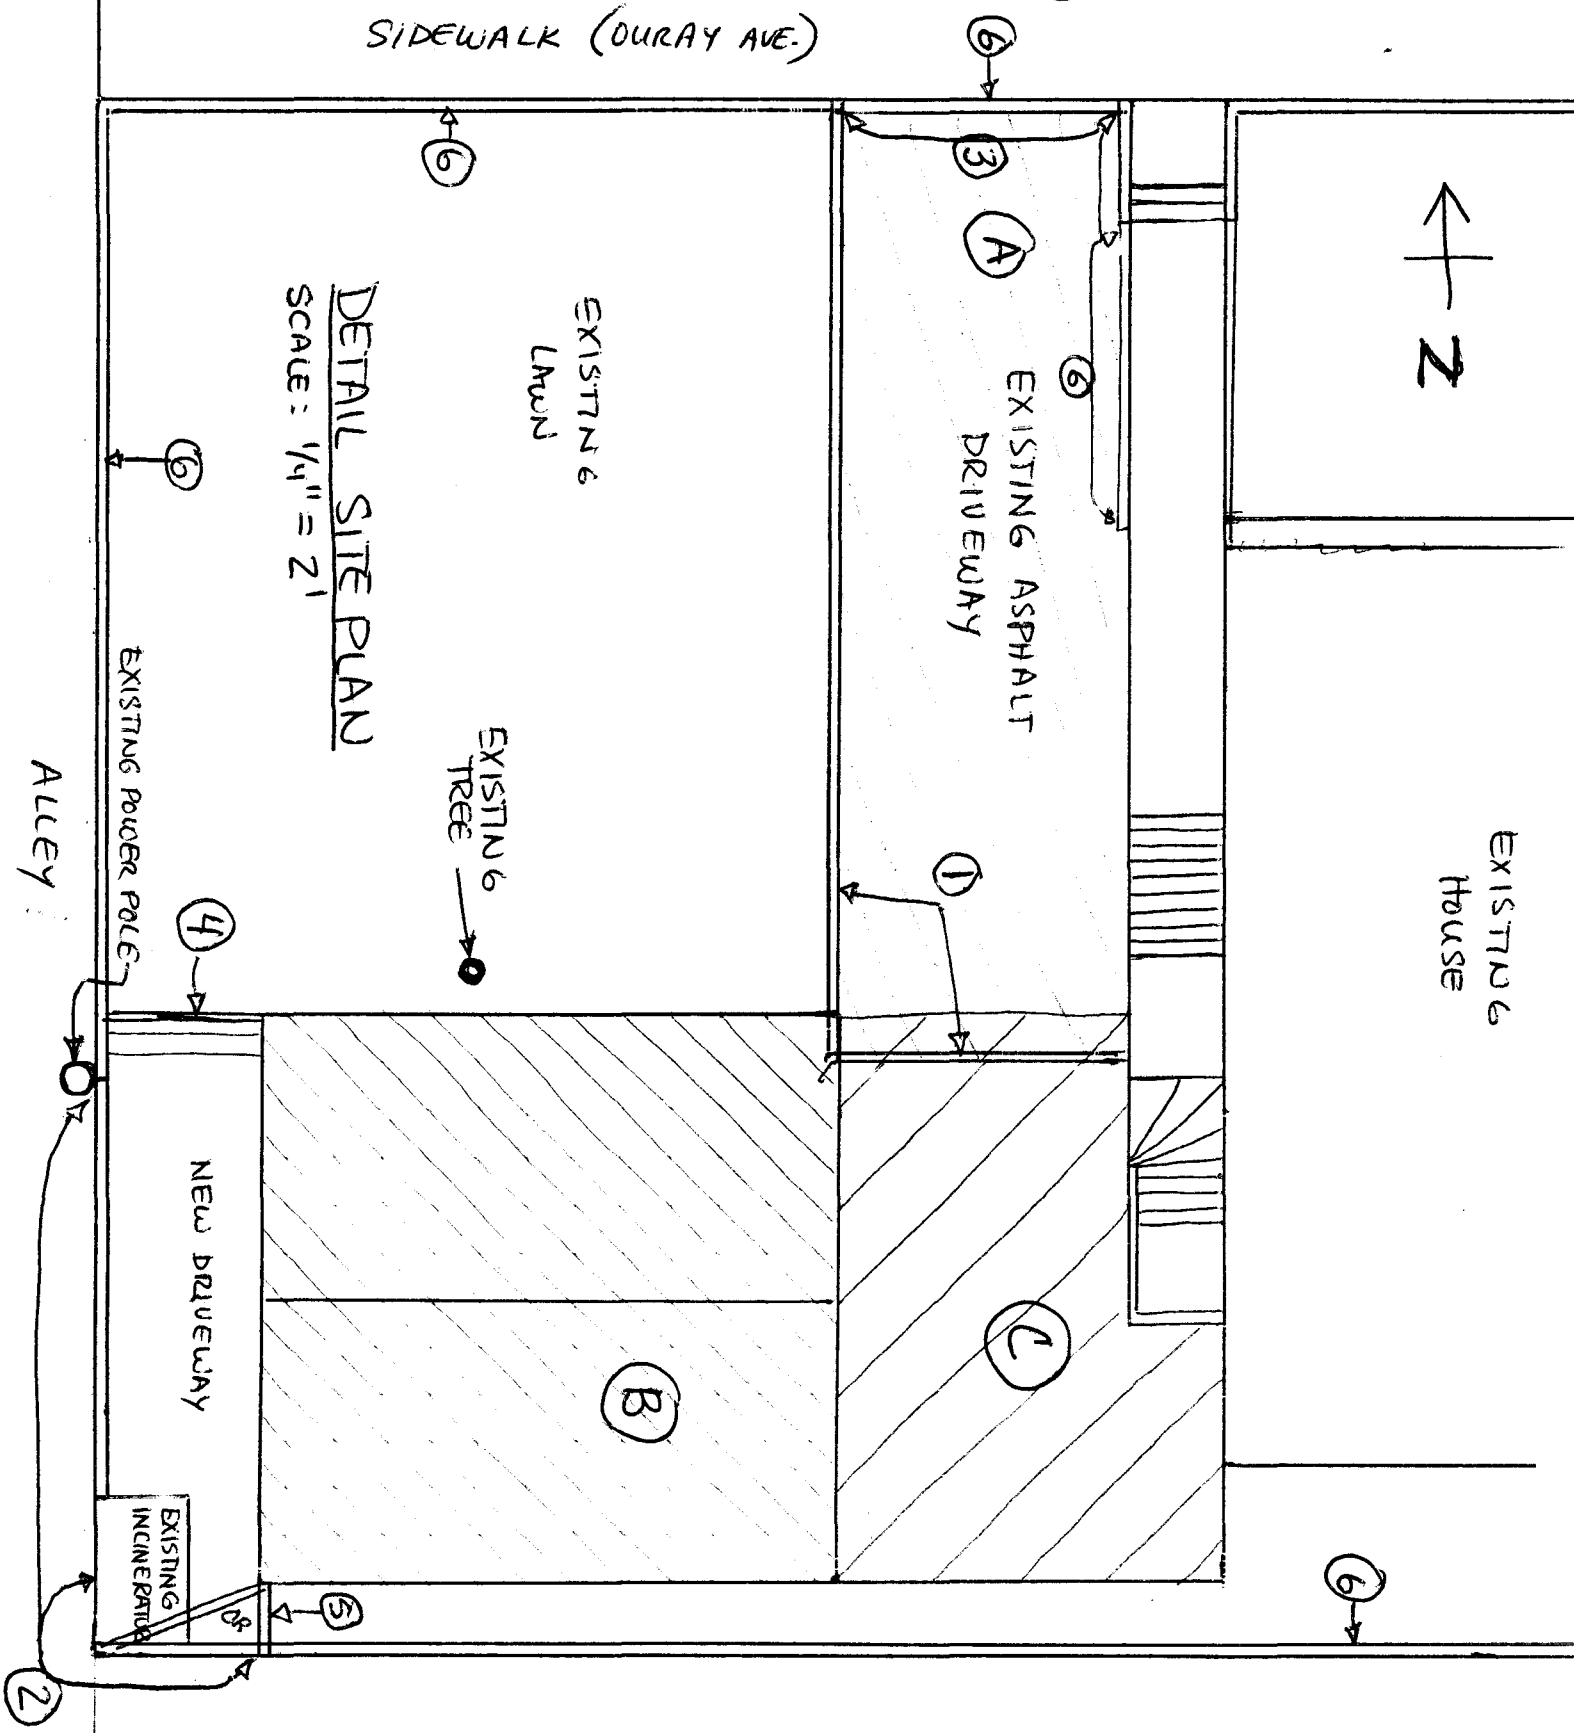 SIDEWALK (OURAY AVE.)
6
6
3
A
N
EXISTING
LAWN
6
EXISTING ASPHALT
DRIVEWAY
DETAIL SITE PLAN
SCALE: 1/4" = 2'
6
EXISTING
HOUSE
EXISTING
TREE
1
EXISTING POWER POLE
ALLEY
4
NEW DRIVEWAY
C
B
EXISTING
INCINERATOR
OR
5
6
2